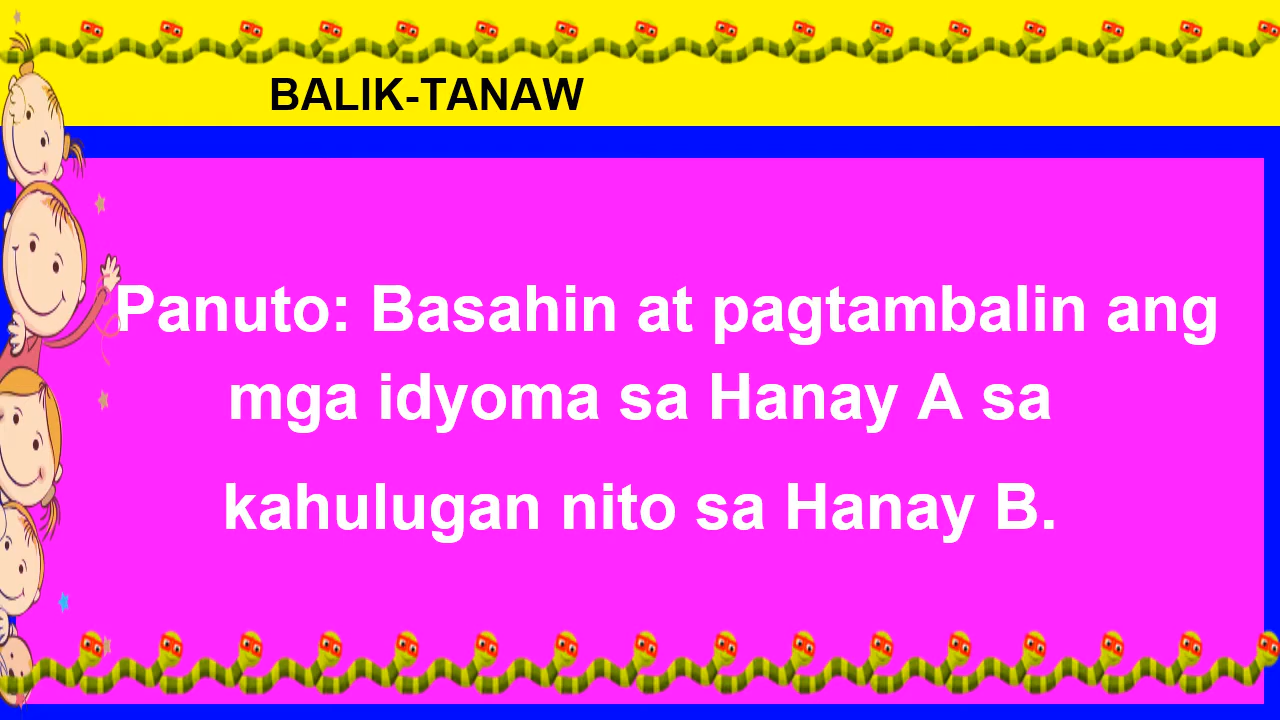 BALIK-TANAW
Panuto: Basahin at pagtambalin ang
mga idyoma sa Hanay A sa
kahulugan nito sa Hanay B.